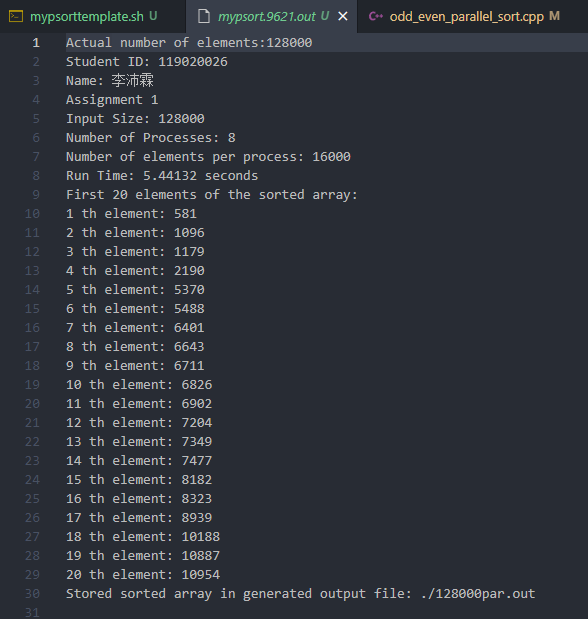 mypsorttemplate.sh U mypsort.9621.out U odd_even_parallel_sort.cpp M
1 Actual number of elements:128000
2 Student ID: 119020026
3 Name: 李沛霖
4 Assignment 1
5 Input Size: 128000
6 Number of Processes: 8
7 Number of elements per process: 16000
8 Run Time: 5.44132 seconds
9 First 20 elements of the sorted array:
10 1 th element: 581
11 2 th element: 1096
12 3 th element: 1179
13 4 th element: 2190
14 5 th element: 5370
15 6 th element: 5488
16 7 th element: 6401
17 8 th element: 6643
18 9 th element: 6711
19 10 th element: 6826
20 11 th element: 6902
21 12 th element: 7204
22 13 th element: 7349
23 14 th element: 7477
24 15 th element: 8182
25 16 th element: 8323
26 17 th element: 8939
27 18 th element: 10188
28 19 th element: 10887
29 20 th element: 10954
30 Stored sorted array in generated output file: ./128000par.out
31